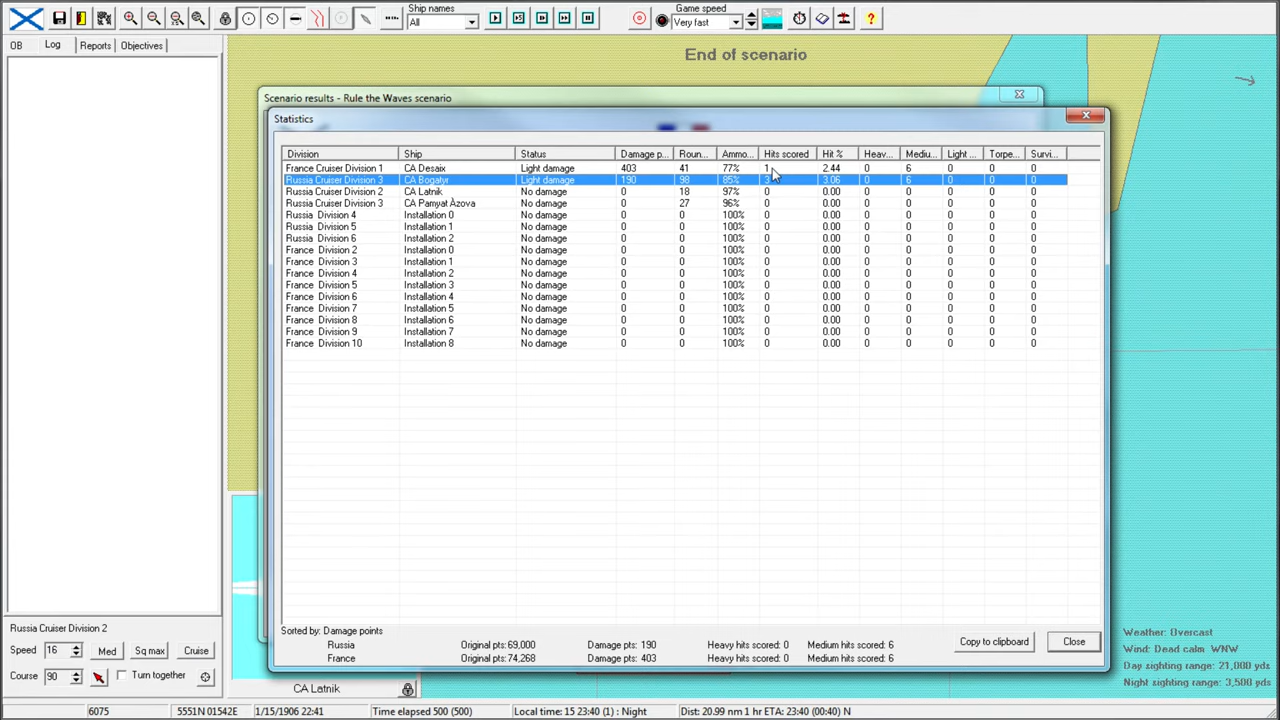 Ship names
All
Game speed
Very fast
OB Log Reports Objectives
End of scenario
Scenario results - Rule the Waves scenario
Statistics
Division Ship Status Damage p... Roun... Ammo... Hits scored Hit % Heav... Mediu... Light ... Torpe... Survi...
France Cruiser Division 1 CA Desaix Light damage 403 41 77% 1 2.44 0 6 0 0 0
Russia Cruiser Division 3 CA Bogatyr Light damage 190 98 85% 3 3.06 0 6 0 0 0
Russia Cruiser Division 2 CA Latnik No damage 0 18 97% 0 0.00 0 0 0 0 0
Russia Cruiser Division 3 CA Pamyat Àzova No damage 0 27 96% 0 0.00 0 0 0 0 0
Russia Division 4 Installation 0 No damage 0 0 100% 0 0.00 0 0 0 0 0
Russia Division 5 Installation 1 No damage 0 0 100% 0 0.00 0 0 0 0 0
Russia Division 6 Installation 2 No damage 0 0 100% 0 0.00 0 0 0 0 0
France Division 2 Installation 0 No damage 0 0 100% 0 0.00 0 0 0 0 0
France Division 3 Installation 1 No damage 0 0 100% 0 0.00 0 0 0 0 0
France Division 4 Installation 2 No damage 0 0 100% 0 0.00 0 0 0 0 0
France Division 5 Installation 3 No damage 0 0 100% 0 0.00 0 0 0 0 0
France Division 6 Installation 4 No damage 0 0 100% 0 0.00 0 0 0 0 0
France Division 7 Installation 5 No damage 0 0 100% 0 0.00 0 0 0 0 0
France Division 8 Installation 6 No damage 0 0 100% 0 0.00 0 0 0 0 0
France Division 9 Installation 7 No damage 0 0 100% 0 0.00 0 0 0 0 0
France Division 10 Installation 8 No damage 0 0 100% 0 0.00 0 0 0 0 0
Sorted by: Damage points
Russia Original pts: 69,000 Damage pts: 190 Heavy hits scored: 0 Medium hits scored: 6
France Original pts: 74,268 Damage pts: 403 Heavy hits scored: 0 Medium hits scored: 6
Copy to clipboard Close
Russia Cruiser Division 2
Speed 16 Med Sq max Cruise
Course 90 Turn together
CA Latnik
Weather: Overcast
Wind: Dead calm WNW
Day sighting range: 21,000 yds
Night sighting range: 3,500 yds
6075 5551N 01542E 1/15/1906 22:41 Time elapsed 500 (500) Local time: 15 23:40 (1) : Night Dist: 20.99 nm 1 hr ETA: 23:40 (00:40) N